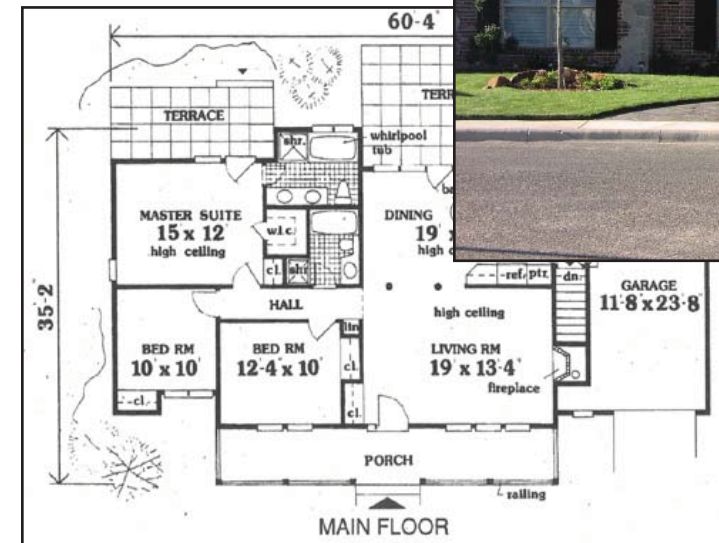 60'-4"
TERRACE
TERR
shr.
whirlpool
tub
MASTER SUITE
15 x 12
high ceiling
w.l.c.
DINING
19' x
high c
cl.
shr
ref.
ptr.
dn.
GARAGE
11'-8" x 23'-8"
35'-2"
HALL
high ceiling
lin
BED RM
10' x 10'
BED RM
12'-4" x 10'
cl.
LIVING RM
19' x 13'-4"
fireplace
cl.
cl.
PORCH
railing
MAIN FLOOR